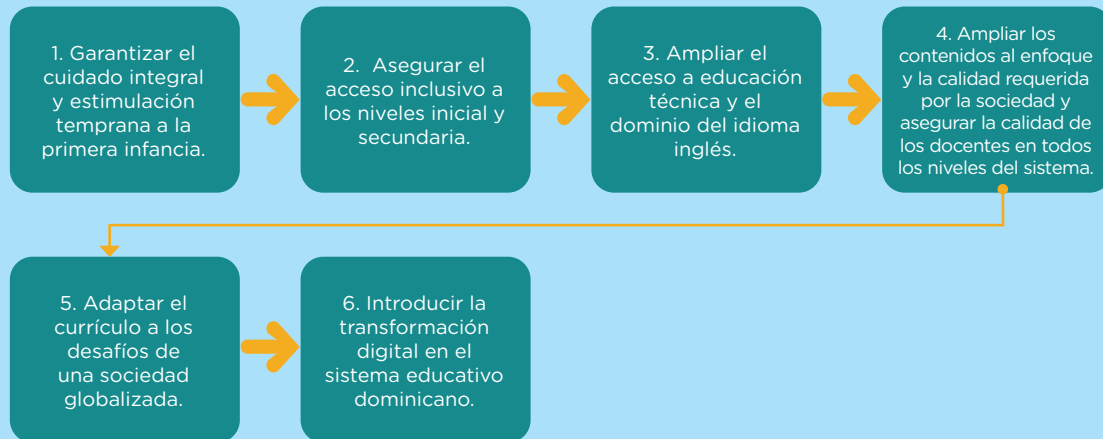 1. Garantizar el
cuidado integral
y estimulación
temprana a la
primera infancia.
2. Asegurar el
acceso inclusivo a
los niveles inicial y
secundaria.
3. Ampliar el
acceso a educación
técnica y el
dominio del idioma
inglés.
4. Ampliar los
contenidos al enfoque
y la calidad requerida
por la sociedad y
asegurar la calidad de
los docentes en todos
los niveles del sistema.
5. Adaptar el
currículo a los
desafíos de
una sociedad
globalizada.
6. Introducir la
transformación
digital en el
sistema educativo
dominicano.